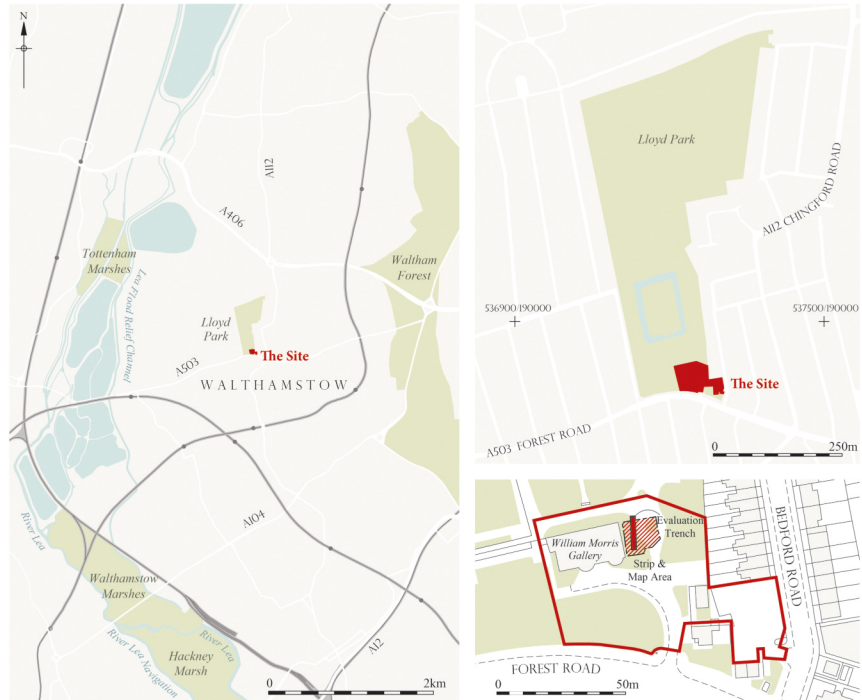 N
A112
A406
Tottenham
Marshes
Lea Flood Relief Channel
Waltham
Forest
Lloyd
Park
The Site
A503
WALTHAMSTOW
A104
River Lea
Walthamstow
Marshes
River Lea Navigation
River Lea
Hackney
Marsh
A12
0 2km
Lloyd Park
A112 CHINGFORD ROAD
536900/190000
537500/190000
The Site
A503 FOREST ROAD
0 250m
William Morris
Gallery
Evaluation
Trench
Strip &
Map Area
BEDFORD ROAD
FOREST ROAD
0 50m